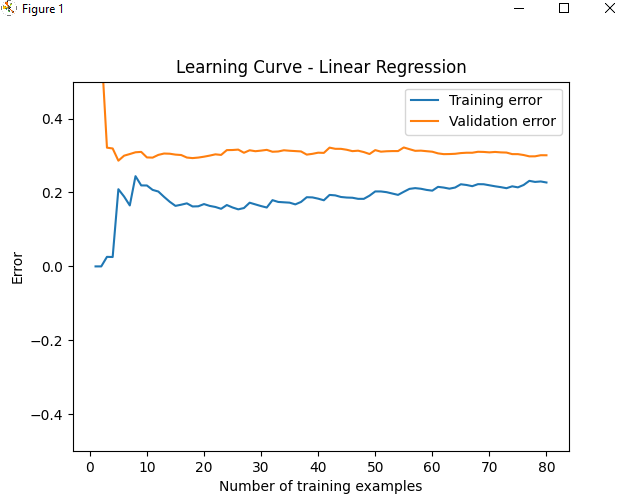 Figure 1
Learning Curve - Linear Regression
Training error
Validation error
0.4
0.2
0.0
−0.2
−0.4
Error
0 10 20 30 40 50 60 70 80
Number of training examples